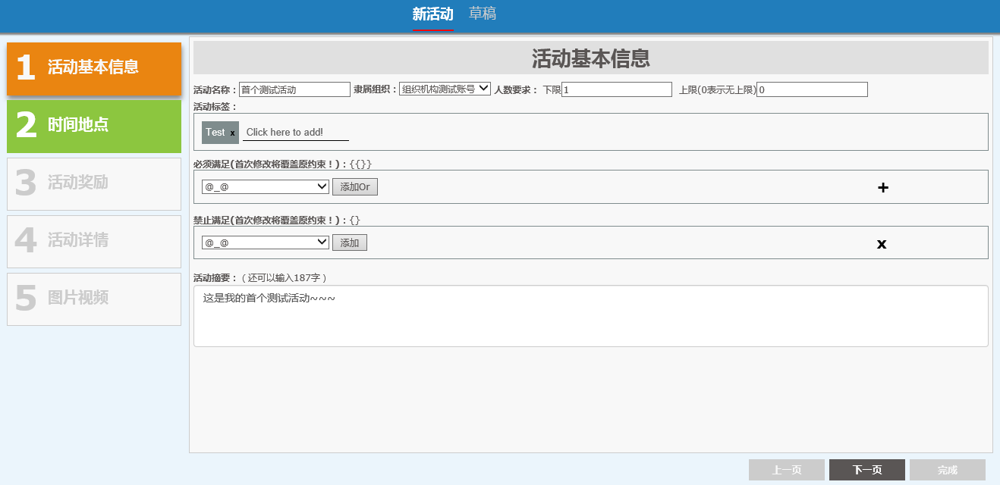 新活动 草稿
1 活动基本信息
2 时间地点
3 活动奖励
4 活动详情
5 图片视频
活动基本信息
活动名称： 首个测试活动 隶属组织： 组织机构测试账号 人数要求： 下限 1 上限(0表示无上限) 0
活动标签：
Test x Click here to add!
必须满足(首次修改将覆盖原约束！)：{{}}
@_@ 添加Or +
禁止满足(首次修改将覆盖原约束！)：{}
@_@ 添加 x
活动摘要：（还可以输入187字）
这是我的首个测试活动~~~
上一页 下一页 完成